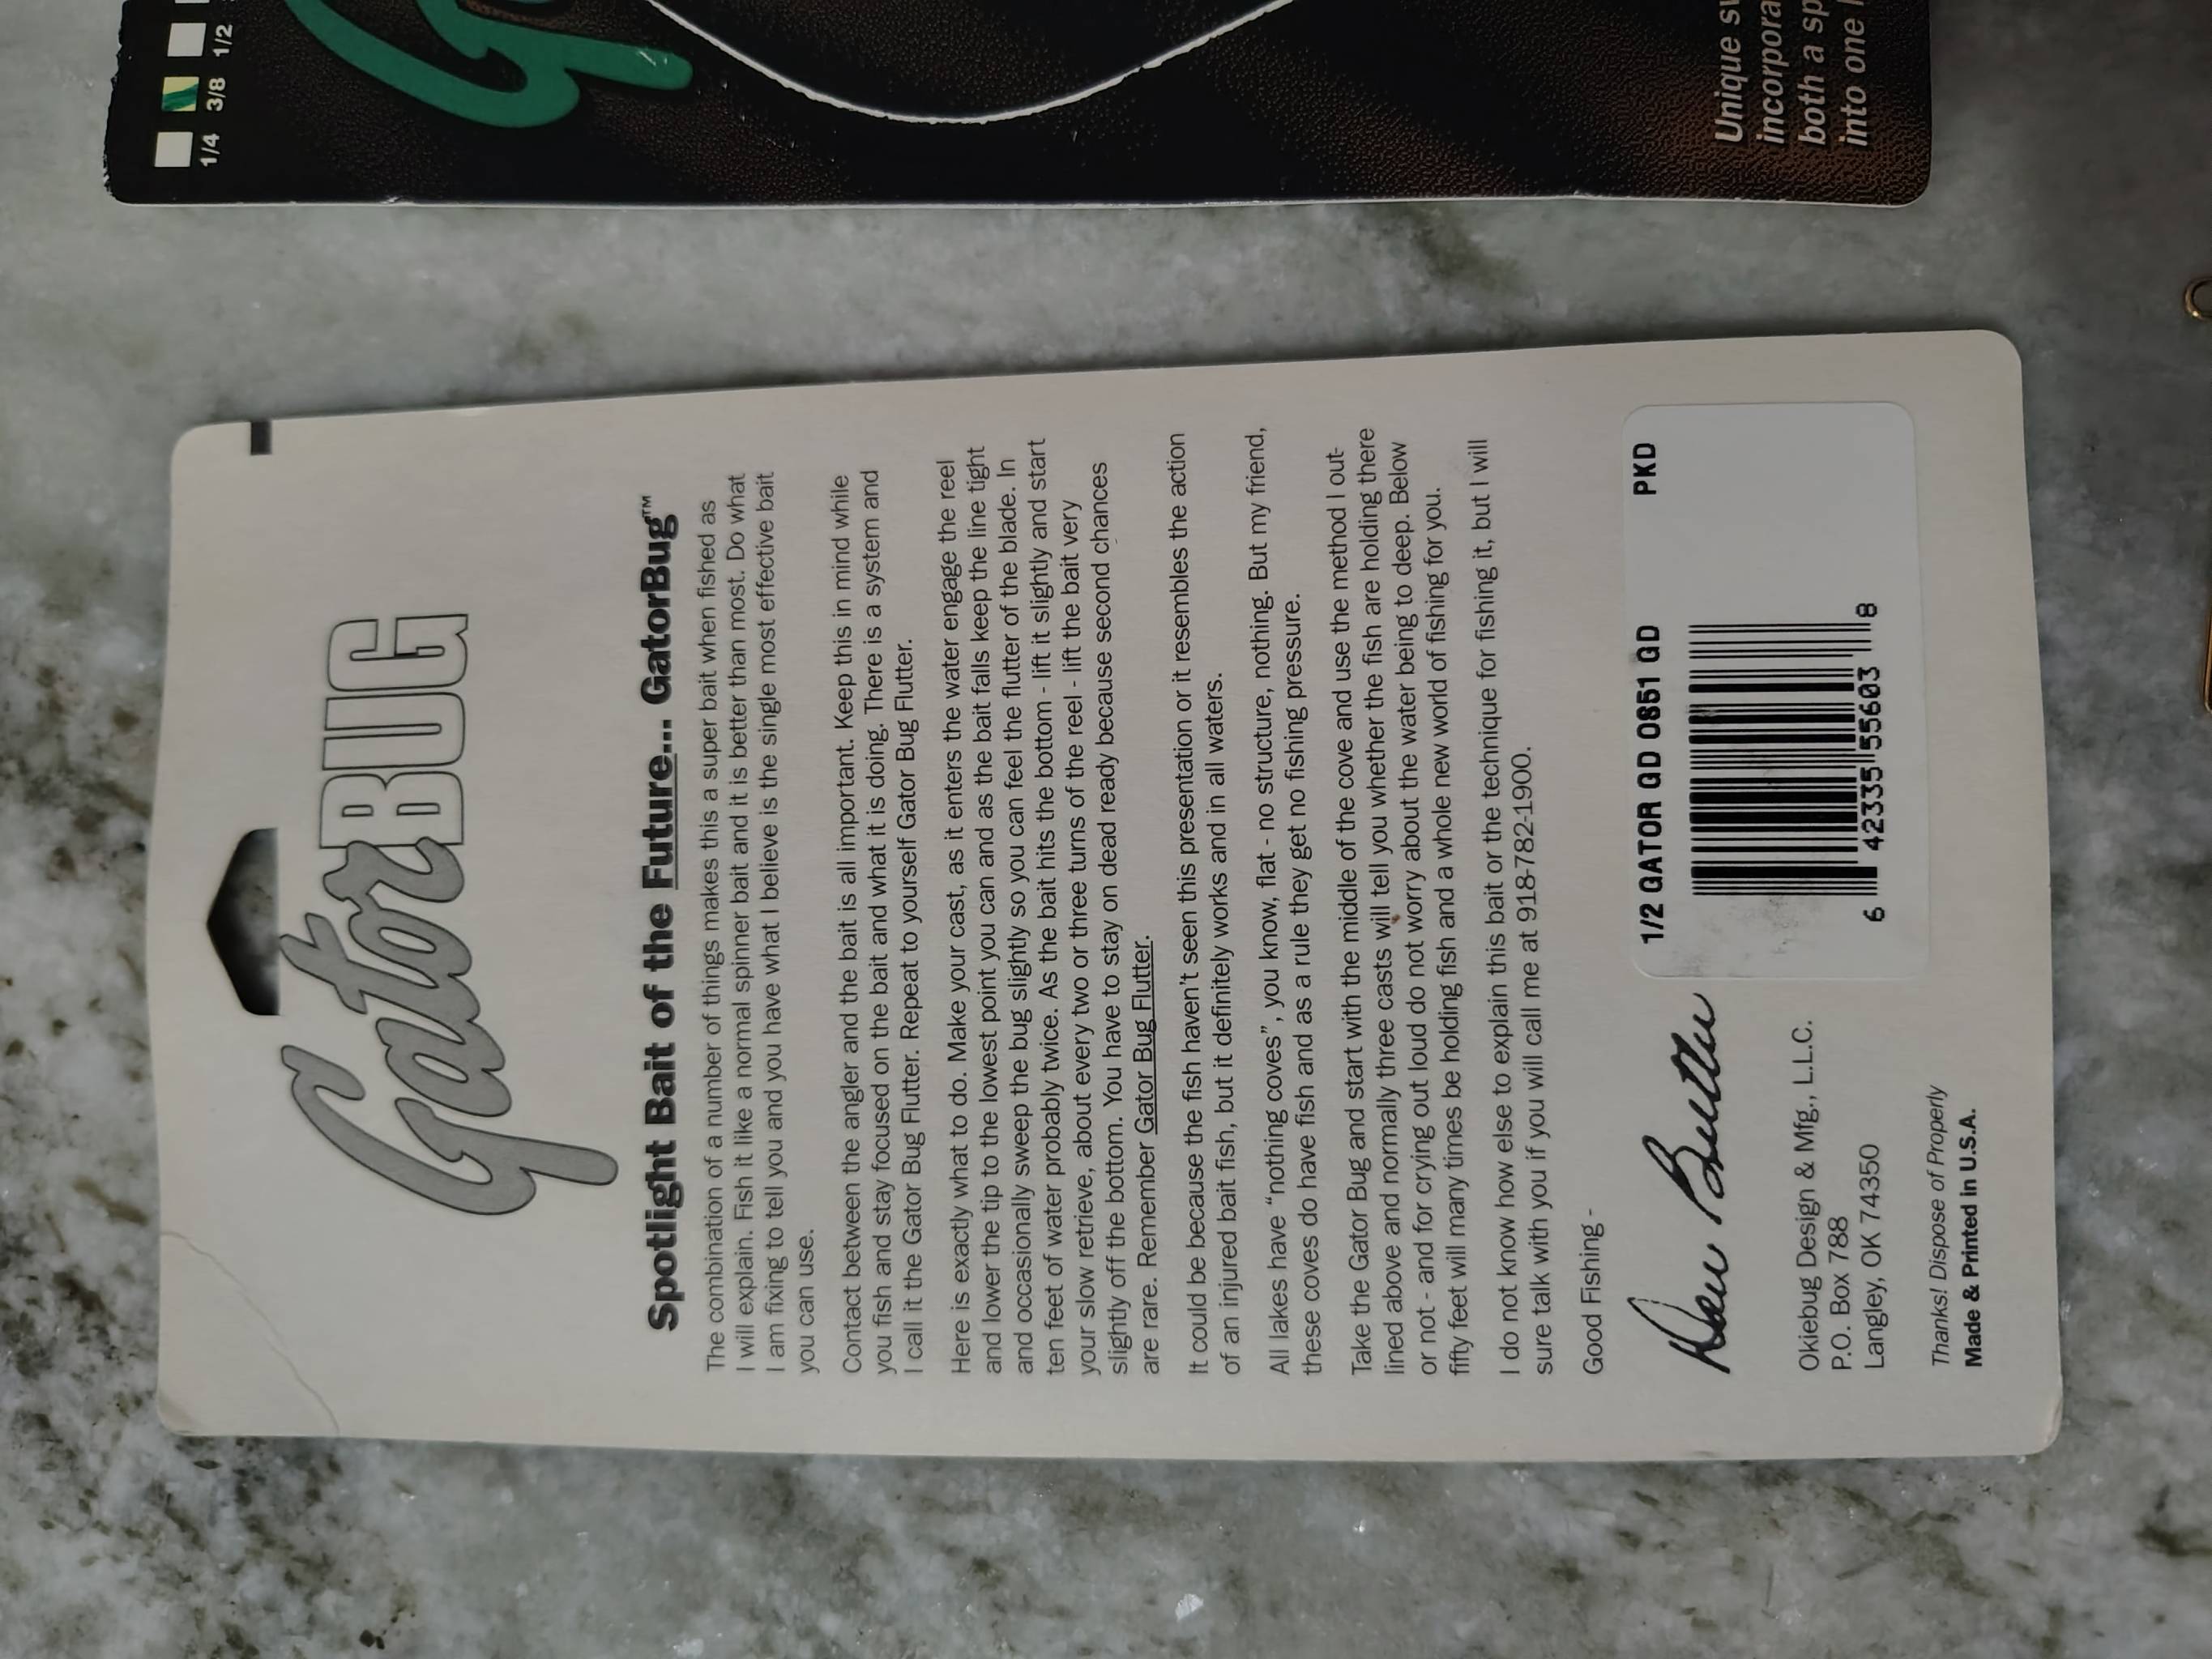 Gator BUG
Spotlight Bait of the Future... GatorBug™
The combination of a number of things makes this a super bait when fished as
I will explain. Fish it like a normal spinner bait and it is better than most. Do what
I am fixing to tell you and you have what I believe is the single most effective bait
you can use.
Contact between the angler and the bait is all important. Keep this in mind while
you fish and stay focused on the bait and what it is doing. There is a system and
I call it the Gator Bug Flutter. Repeat to yourself Gator Bug Flutter.
Here is exactly what to do. Make your cast, as it enters the water engage the reel
and lower the tip to the lowest point you can and as the bait falls keep the line tight
and occasionally sweep the bug slightly so you can feel the flutter of the blade. In
ten feet of water probably twice. As the bait hits the bottom - lift it slightly and start
your slow retrieve, about every two or three turns of the reel - lift the bait very
slightly off the bottom. You have to stay on dead ready because second chances
are rare. Remember Gator Bug Flutter.
It could be because the fish haven't seen this presentation or it resembles the action
of an injured bait fish, but it definitely works and in all waters.
All lakes have “nothing coves”, you know, flat - no structure, nothing. But my friend,
these coves do have fish and as a rule they get no fishing pressure.
Take the Gator Bug and start with the middle of the cove and use the method I out-
lined above and normally three casts will tell you whether the fish are holding there
or not - and for crying out loud do not worry about the water being to deep. Below
fifty feet will many times be holding fish and a whole new world of fishing for you.
I do not know how else to explain this bait or the technique for fishing it, but I will
sure talk with you if you will call me at 918-782-1900.
Good Fishing -
Okiebug Design & Mfg., L.L.C.
P.O. Box 788
Langley, OK 74350
Thanks! Dispose of Properly
Made & Printed in U.S.A.
1/2 GATOR GD 0851 GD PKD
6 42335 55603 8
1/4 3/8 1/2
Unique
incorpora
both a sp
into one